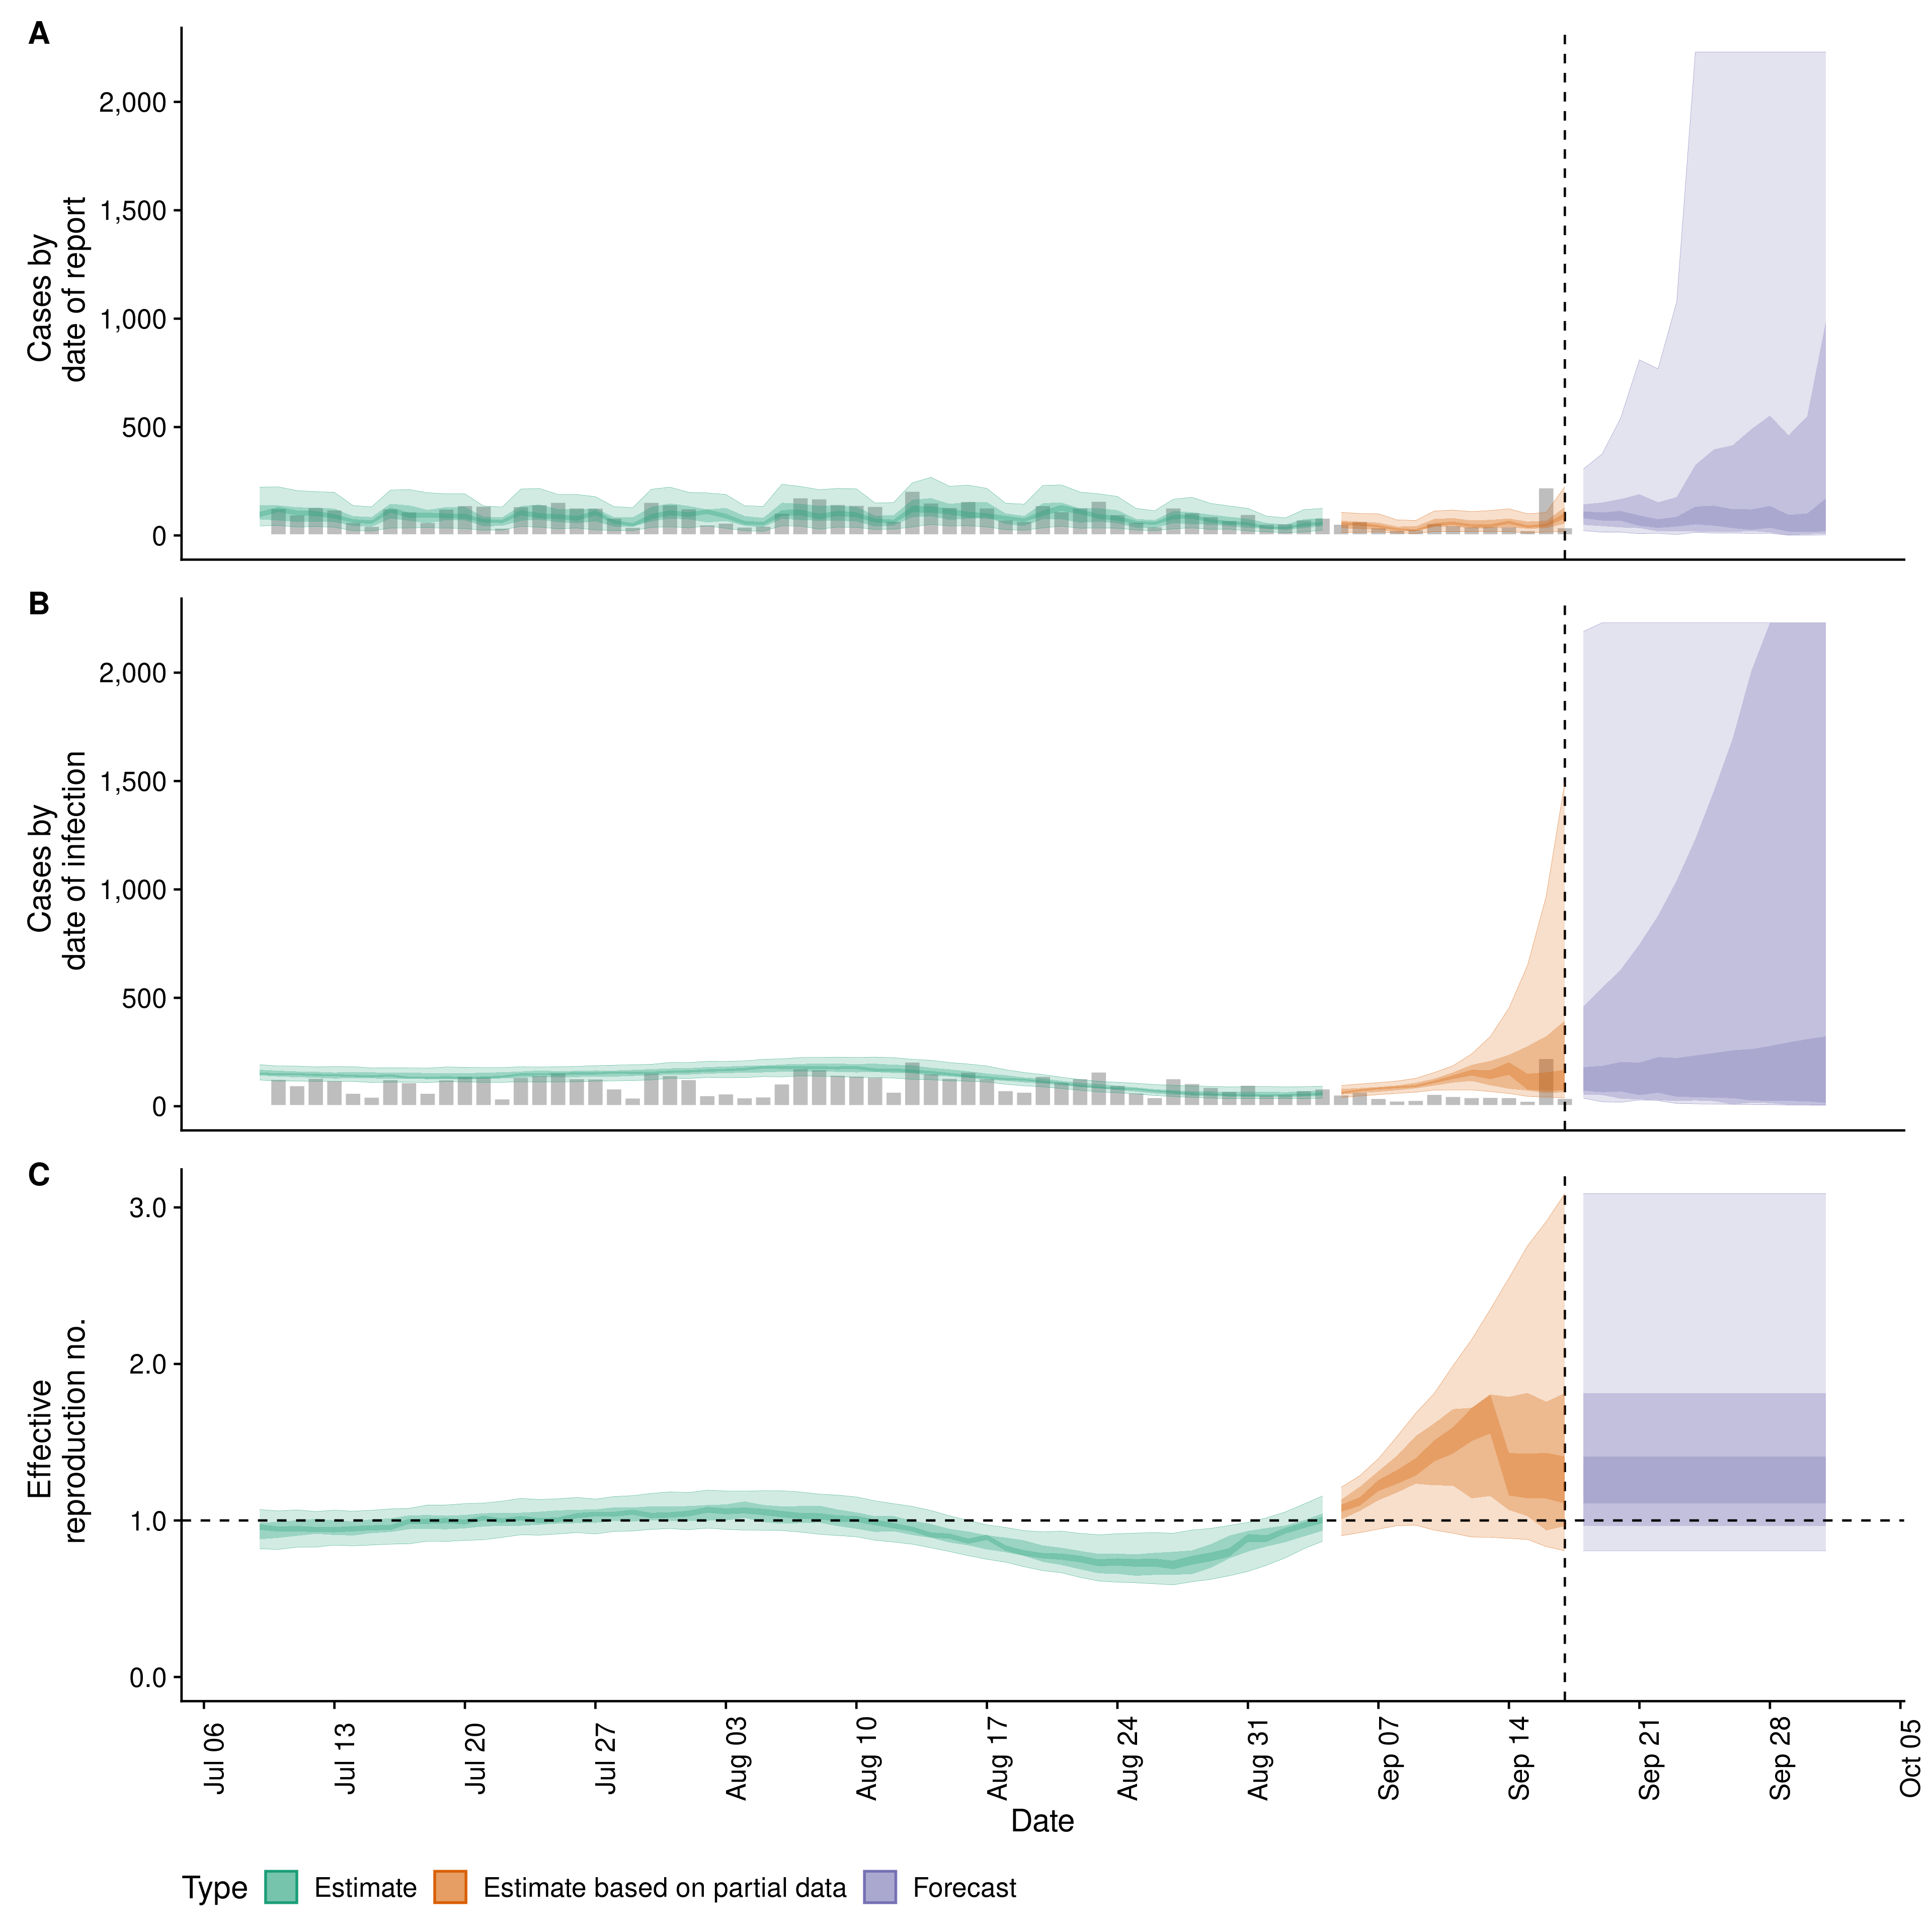 A
2,000
1,500
1,000
500
0
Cases by
date of report
B
2,000
1,500
1,000
500
0
Cases by
date of infection
C
3.0
2.0
1.0
0.0
Effective
reproduction no.
Jul 06
Jul 13
Jul 20
Jul 27
Aug 03
Aug 10
Aug 17
Aug 24
Aug 31
Sep 07
Sep 14
Sep 21
Sep 28
Oct 05
Date
Type Estimate Estimate based on partial data Forecast